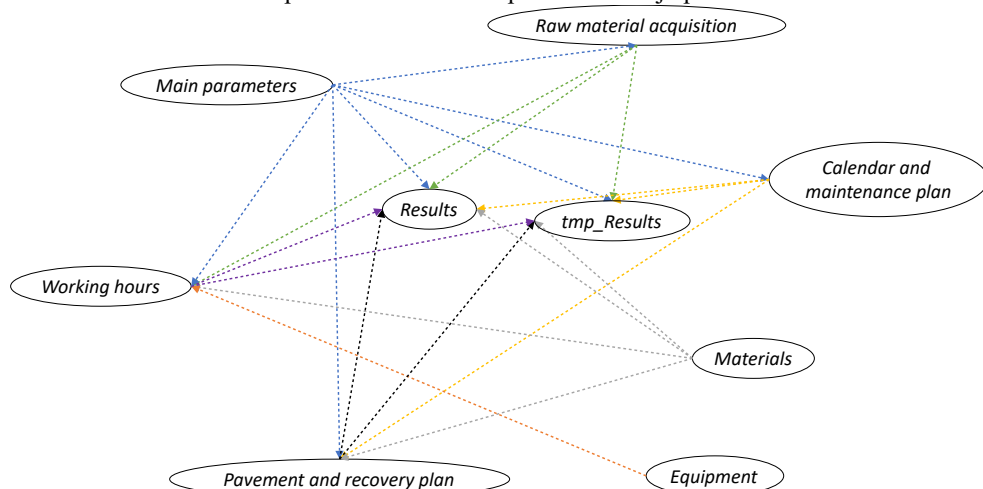 Raw material acquisition
Main parameters
Calendar and
maintenance plan
Results
tmp_Results
Working hours
Materials
Pavement and recovery plan
Equipment